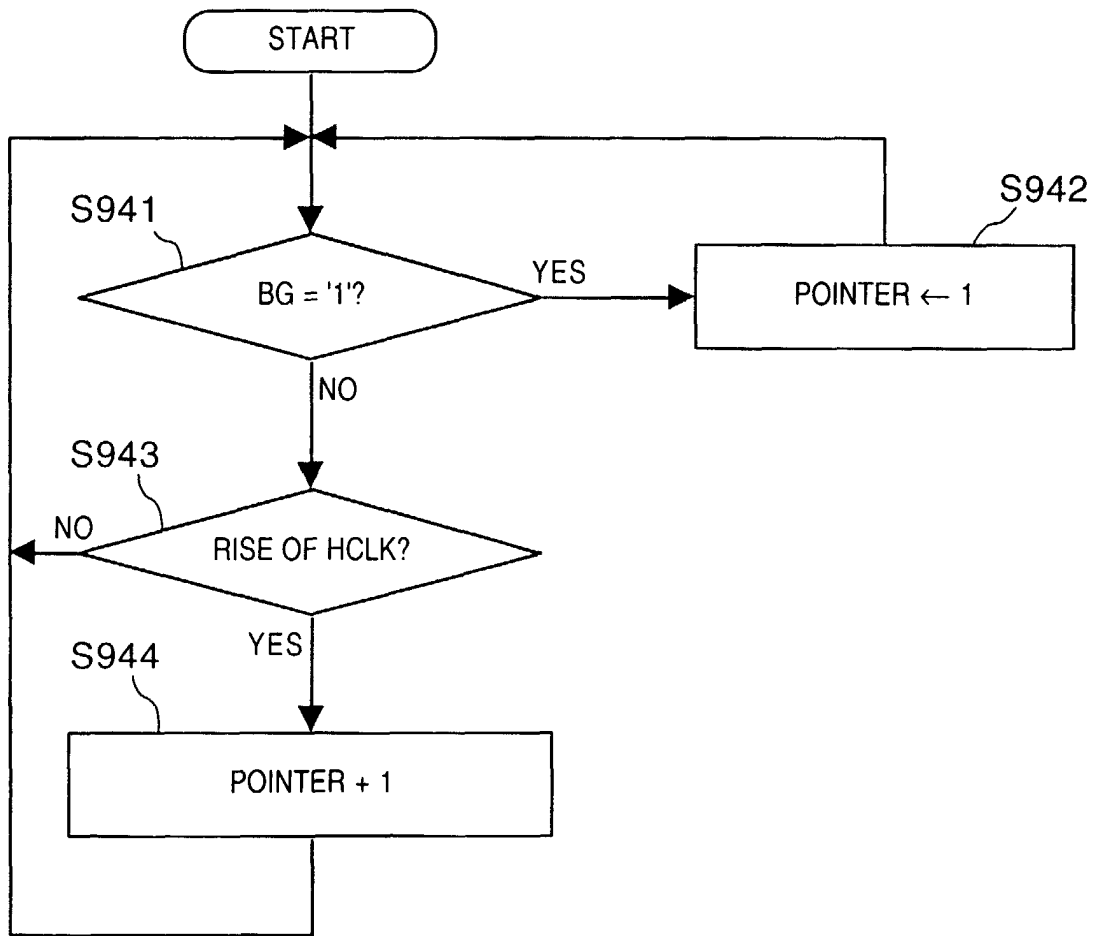 START
S941
S942
BG = '1'?
YES
POINTER ← 1
NO
S943
NO
RISE OF HCLK?
YES
S944
POINTER + 1